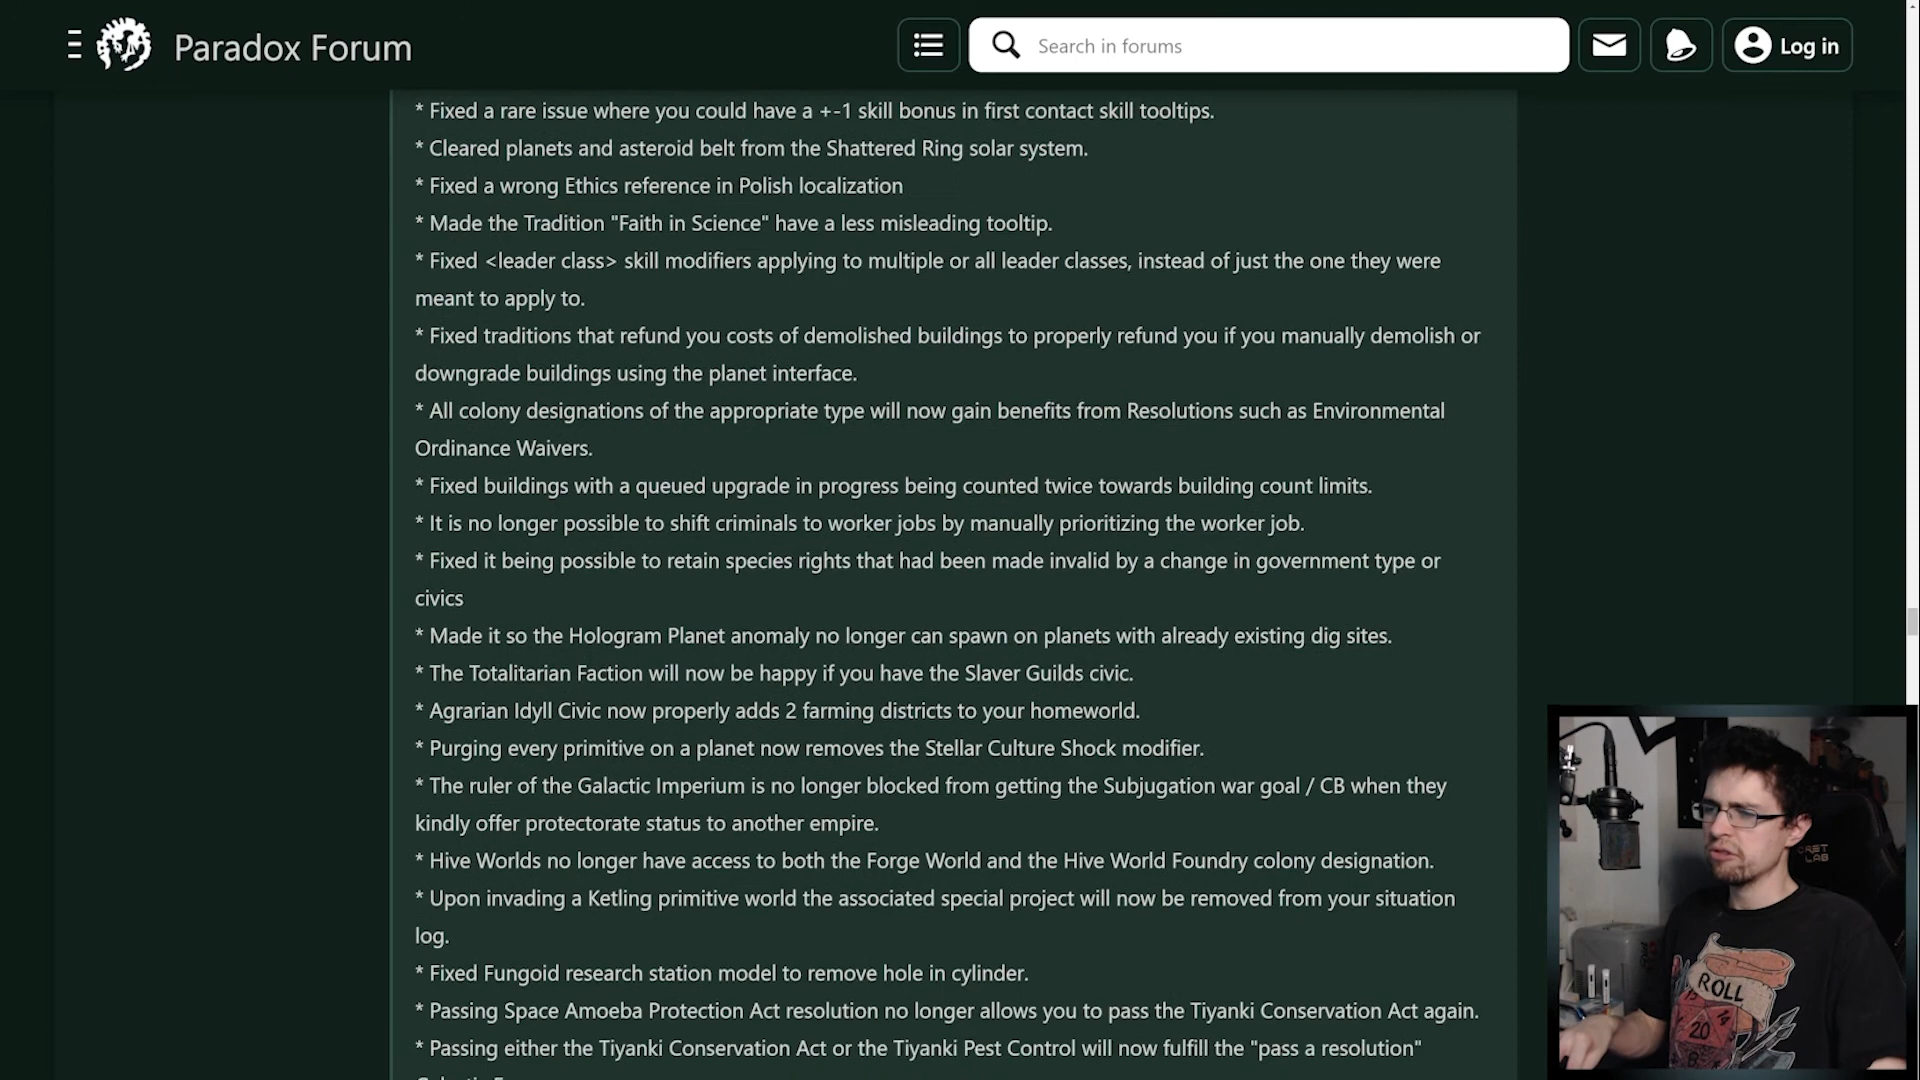 Paradox Forum
Search in forums
Log in
* Fixed a rare issue where you could have a +-1 skill bonus in first contact skill tooltips.
* Cleared planets and asteroid belt from the Shattered Ring solar system.
* Fixed a wrong Ethics reference in Polish localization
* Made the Tradition "Faith in Science" have a less misleading tooltip.
* Fixed <leader class> skill modifiers applying to multiple or all leader classes, instead of just the one they were
meant to apply to.
* Fixed traditions that refund you costs of demolished buildings to properly refund you if you manually demolish or
downgrade buildings using the planet interface.
* All colony designations of the appropriate type will now gain benefits from Resolutions such as Environmental
Ordinance Waivers.
* Fixed buildings with a queued upgrade in progress being counted twice towards building count limits.
* It is no longer possible to shift criminals to worker jobs by manually prioritizing the worker job.
* Fixed it being possible to retain species rights that had been made invalid by a change in government type or
civics
* Made it so the Hologram Planet anomaly no longer can spawn on planets with already existing dig sites.
* The Totalitarian Faction will now be happy if you have the Slaver Guilds civic.
* Agrarian Idyll Civic now properly adds 2 farming districts to your homeworld.
* Purging every primitive on a planet now removes the Stellar Culture Shock modifier.
* The ruler of the Galactic Imperium is no longer blocked from getting the Subjugation war goal / CB when they
kindly offer protectorate status to another empire.
* Hive Worlds no longer have access to both the Forge World and the Hive World Foundry colony designation.
* Upon invading a Ketling primitive world the associated special project will now be removed from your situation
log.
* Fixed Fungoid research station model to remove hole in cylinder.
* Passing Space Amoeba Protection Act resolution no longer allows you to pass the Tiyanki Conservation Act again.
* Passing either the Tiyanki Conservation Act or the Tiyanki Pest Control will now fulfill the "pass a resolution"
LAB
ROLL
20